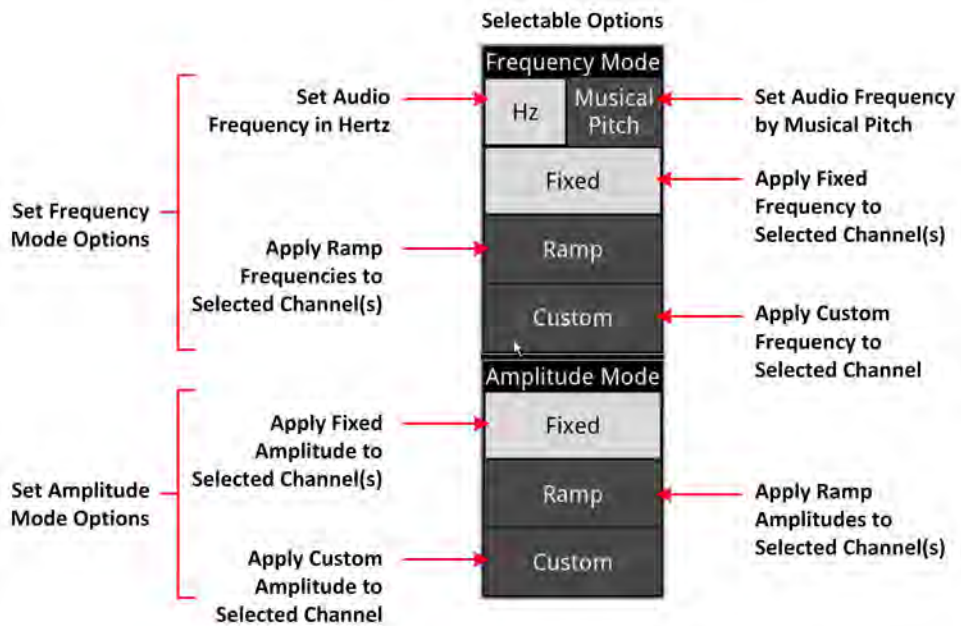 Selectable Options
Frequency Mode
Set Audio
Frequency in Hertz
Hz
Musical
Pitch
Set Audio Frequency
by Musical Pitch
Fixed
Apply Fixed
Frequency to
Selected Channel(s)
Set Frequency
Mode Options
Apply Ramp
Frequencies to
Selected Channel(s)
Ramp
Custom
Apply Custom
Frequency to
Selected Channel
Amplitude Mode
Apply Fixed
Amplitude to
Selected Channel(s)
Fixed
Set Amplitude
Mode Options
Ramp
Apply Ramp
Amplitudes to
Selected Channel(s)
Apply Custom
Amplitude to
Selected Channel
Custom